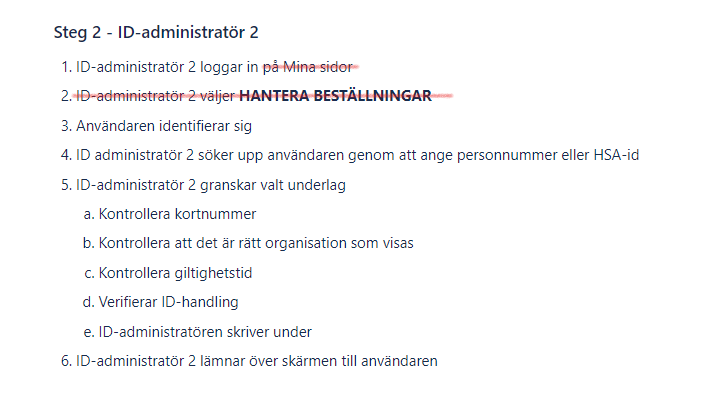 Steg 2 - ID-administratör 2
1. ID-administratör 2 loggar in på Mina sidor
2. ID-administratör 2 väljer HANTERA BESTÄLLNINGAR
3. Användaren identifierar sig
4. ID administratör 2 söker upp användaren genom att ange personnummer eller HSA-id
5. ID-administratör 2 granskar valt underlag
a. Kontrollera kortnummer
b. Kontrollera att det är rätt organisation som visas
c. Kontrollera giltighetstid
d. Verifierar ID-handling
e. ID-administratören skriver under
6. ID-administratör 2 lämnar över skärmen till användaren